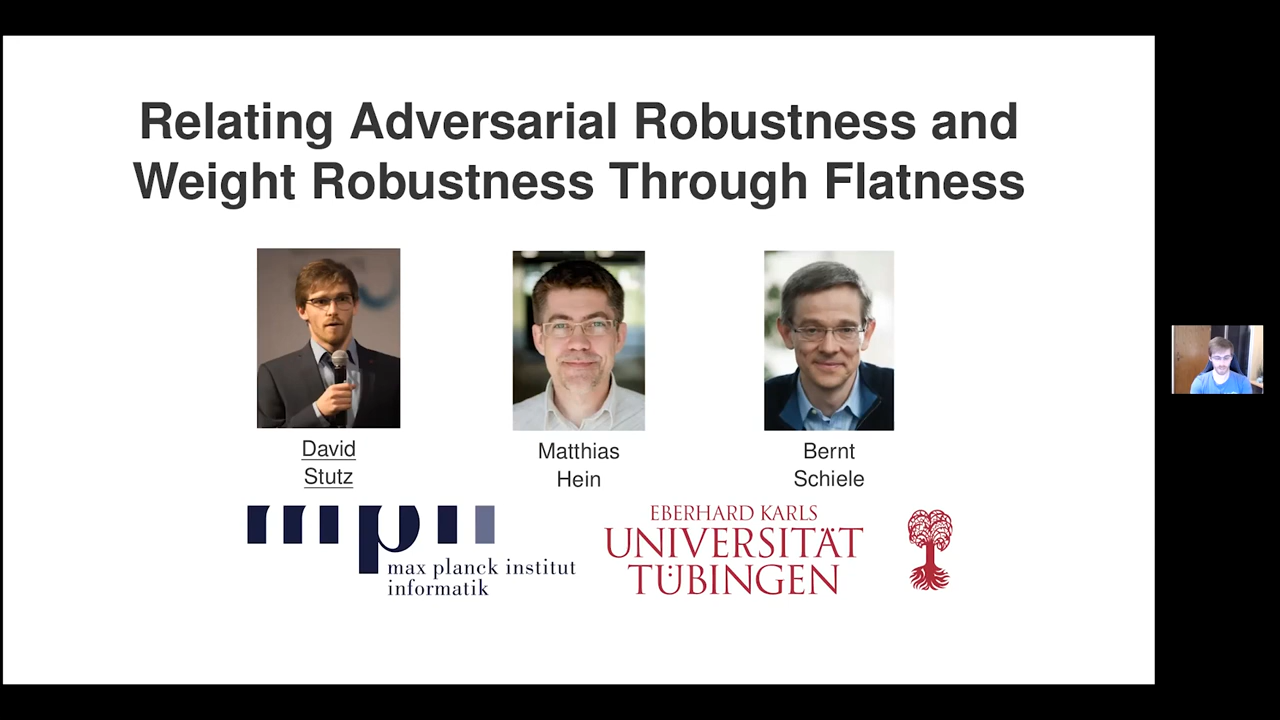 Relating Adversarial Robustness and
Weight Robustness Through Flatness
David
Stutz
Matthias
Hein
Bernt
Schiele
mpii
max planck institut
informatik
EBERHARD KARLS
UNIVERSITÄT
TÜBINGEN